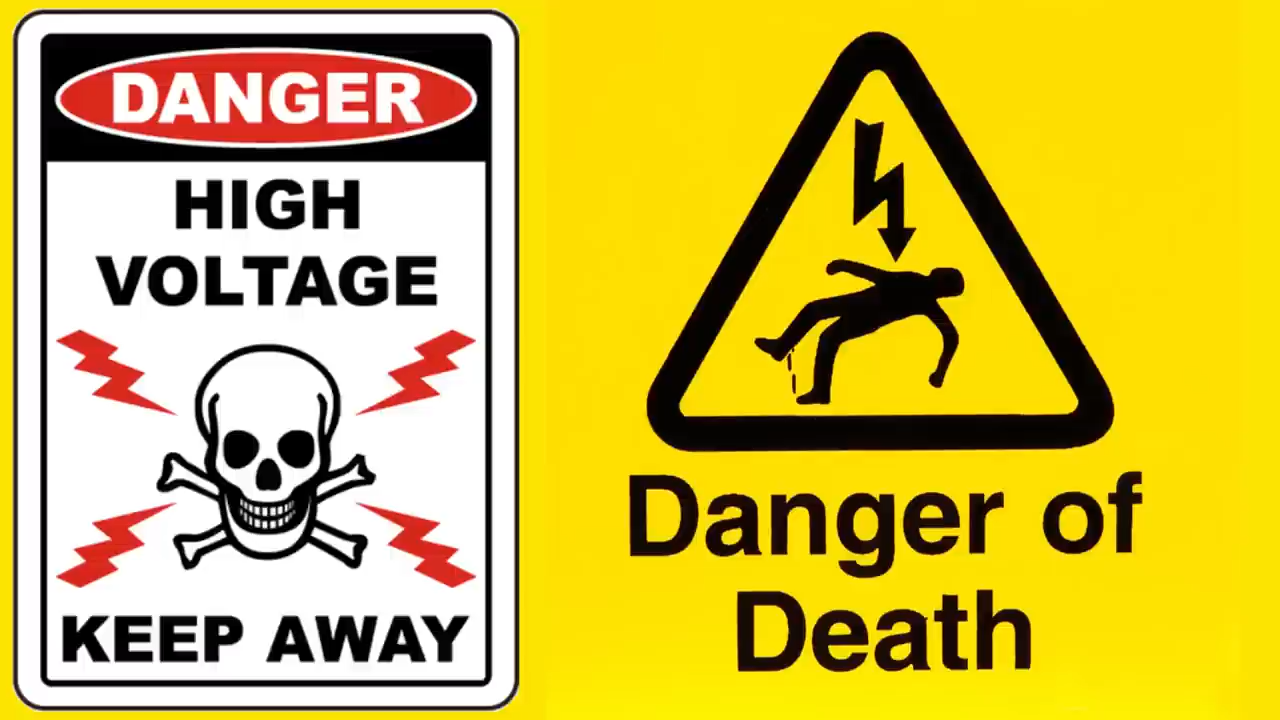 DANGER
HIGH
VOLTAGE
KEEP AWAY
Danger of
Death